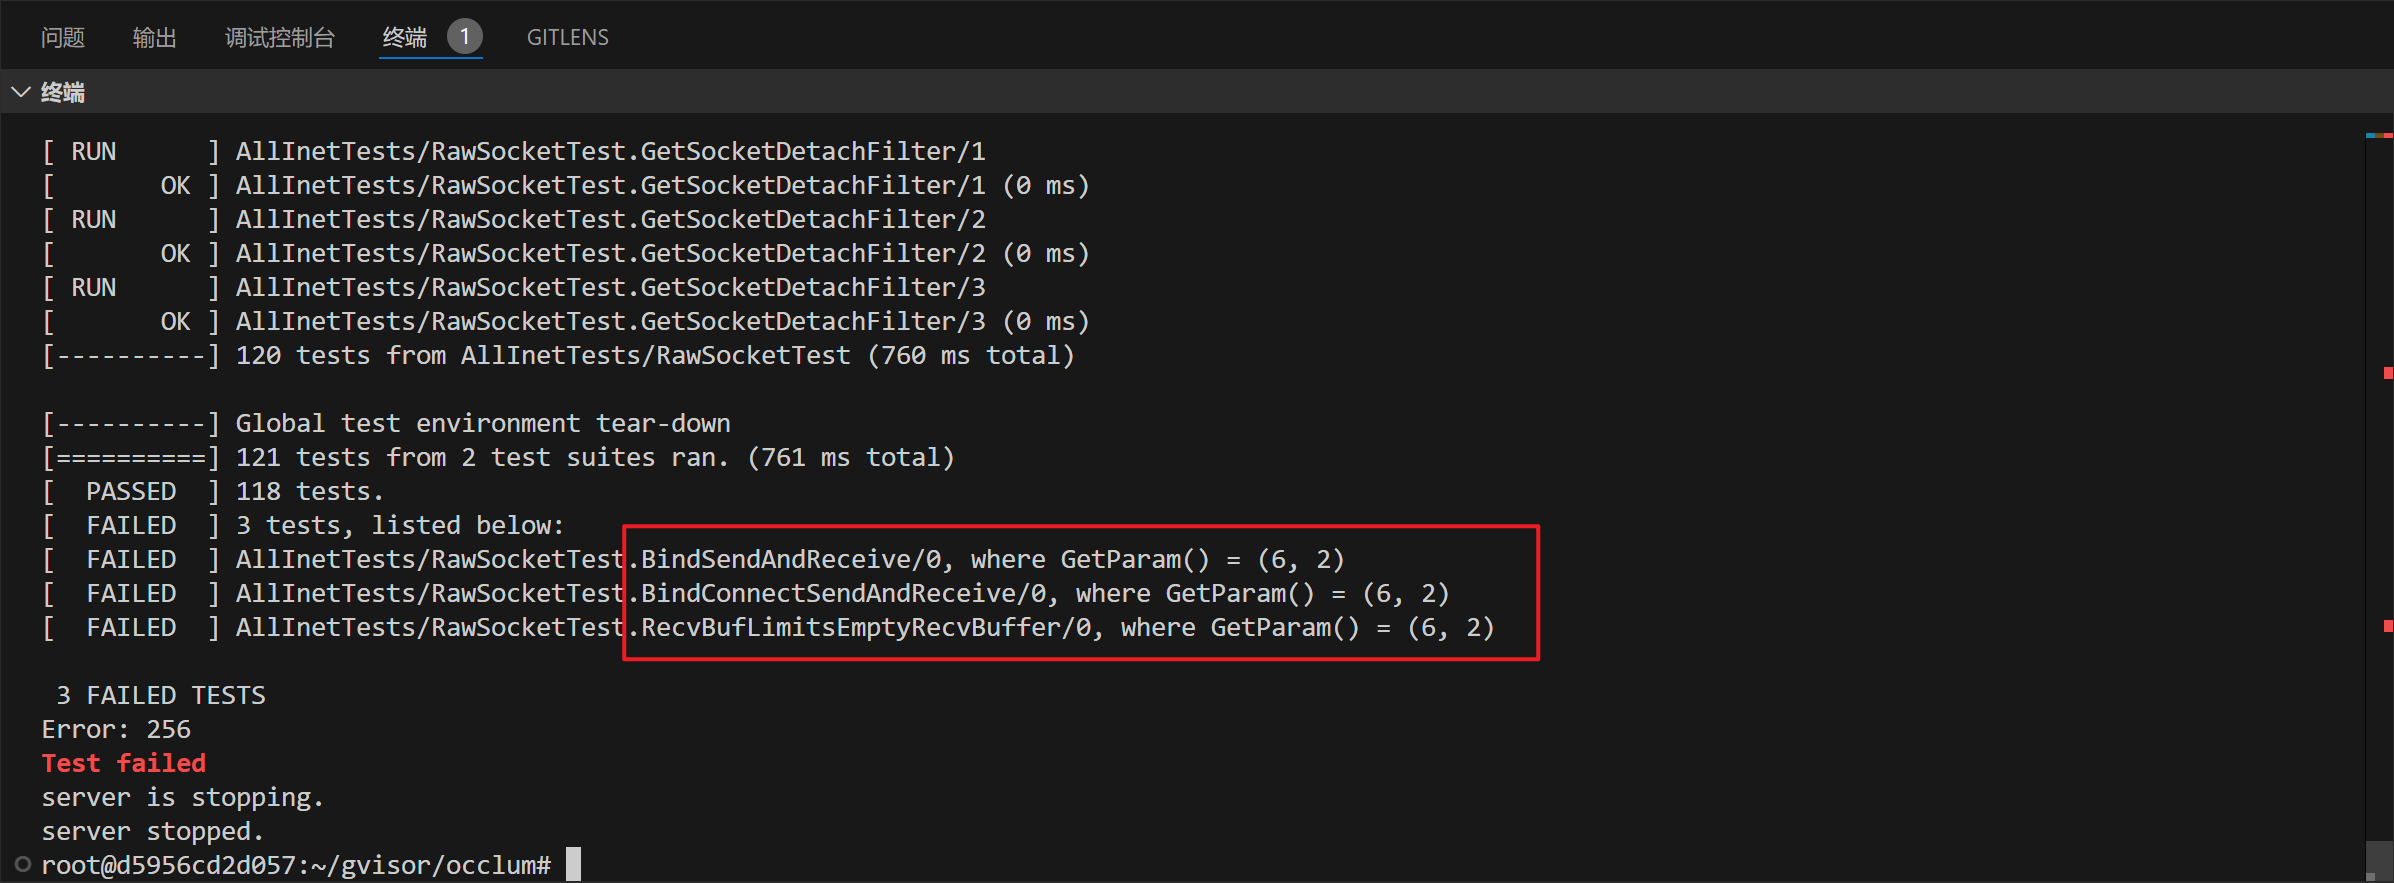 问题 输出 调试控制台 终端 1 GITLENS
终端
[ RUN      ] AllInetTests/RawSocketTest.GetSocketDetachFilter/1
[       OK ] AllInetTests/RawSocketTest.GetSocketDetachFilter/1 (0 ms)
[ RUN      ] AllInetTests/RawSocketTest.GetSocketDetachFilter/2
[       OK ] AllInetTests/RawSocketTest.GetSocketDetachFilter/2 (0 ms)
[ RUN      ] AllInetTests/RawSocketTest.GetSocketDetachFilter/3
[       OK ] AllInetTests/RawSocketTest.GetSocketDetachFilter/3 (0 ms)
[----------] 120 tests from AllInetTests/RawSocketTest (760 ms total)
[----------] Global test environment tear-down
[==========] 121 tests from 2 test suites ran. (761 ms total)
[  PASSED  ] 118 tests.
[  FAILED  ] 3 tests, listed below:
[  FAILED  ] AllInetTests/RawSocketTest.BindSendAndReceive/0, where GetParam() = (6, 2)
[  FAILED  ] AllInetTests/RawSocketTest.BindConnectSendAndReceive/0, where GetParam() = (6, 2)
[  FAILED  ] AllInetTests/RawSocketTest.RecvBufLimitsEmptyRecvBuffer/0, where GetParam() = (6, 2)
 3 FAILED TESTS
Error: 256
Test failed
server is stopping.
server stopped.
root@d5956cd2d057:~/gvisor/occlum#